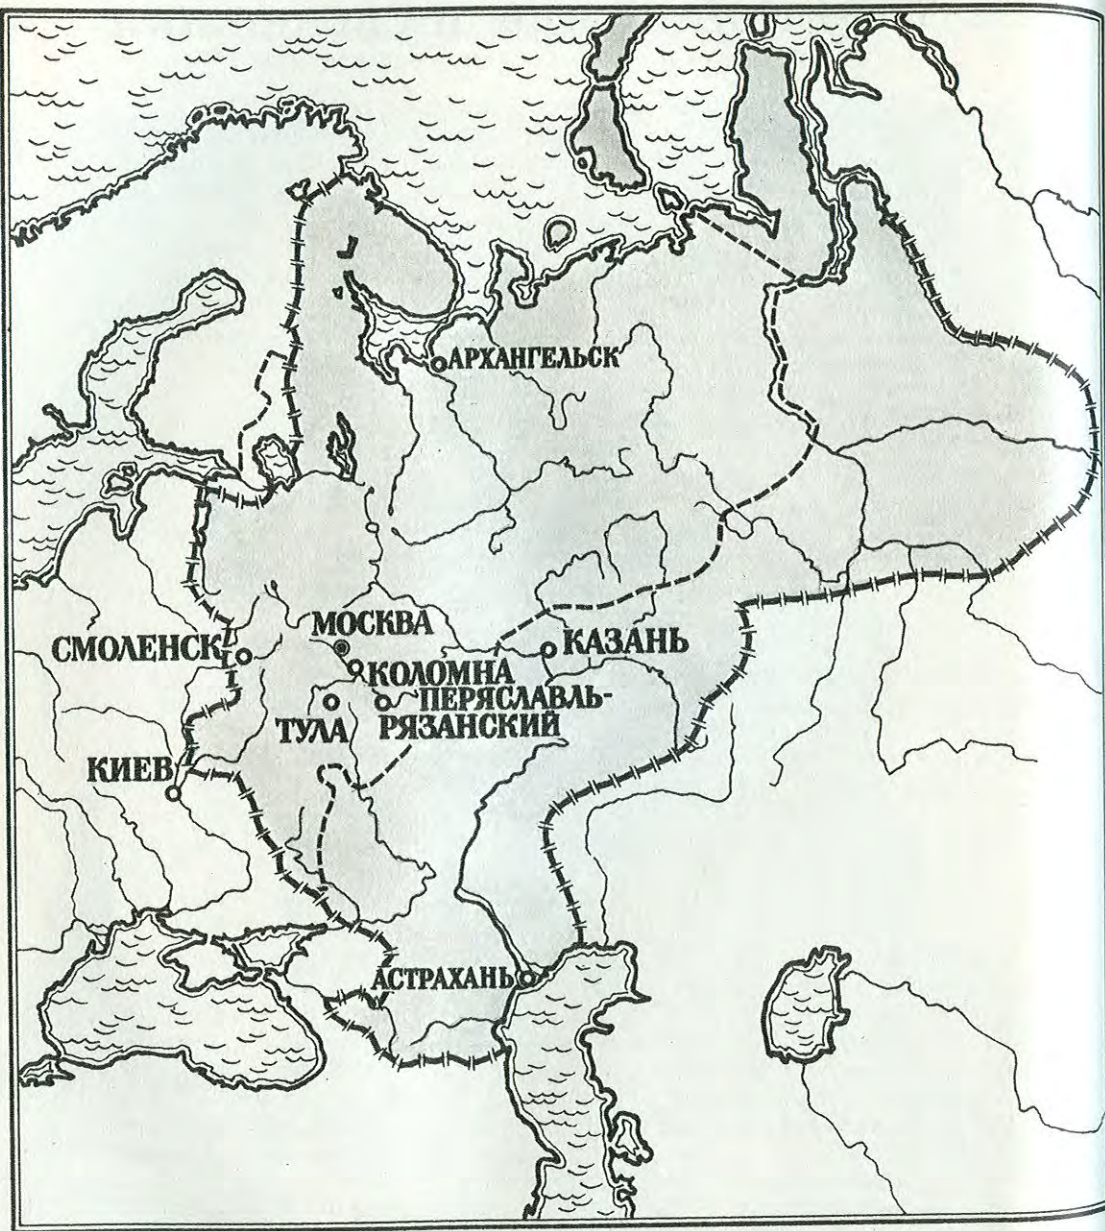 АРХАНГЕЛЬСК
МОСКВА
СМОЛЕНСК
КАЗАНЬ
КОЛОМНА
ПЕРЯСЛАВЛЬ-
ТУЛА
РЯЗАНСКИЙ
КИЕВ
АСТРАХАНЬ